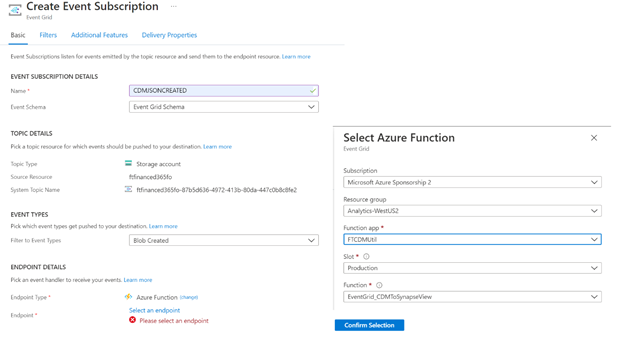 Create Event Subscription ...
Event Grid
Basic Filters Additional Features Delivery Properties
Event Subscriptions listen for events emitted by the topic resource and send them to the endpoint resource. Learn more
EVENT SUBSCRIPTION DETAILS
Name * CDMJSONCREATED
Event Schema Event Grid Schema
TOPIC DETAILS
Pick a topic resource for which events should be pushed to your destination. Learn more
Topic Type Storage account
Source Resource ftfinanced365fo
System Topic Name ftfinanced365fo-87b5d636-4972-413b-80da-447c0b8c8fe2
EVENT TYPES
Pick which event types get pushed to your destination. Learn more
Filter to Event Types Blob Created
ENDPOINT DETAILS
Pick an event handler to receive your events. Learn more
Endpoint Type * Azure Function (change)
Select an endpoint
Endpoint * Please select an endpoint
Select Azure Function
Event Grid
Subscription
Microsoft Azure Sponsorship 2
Resource group
Analytics-WestUS2
Function app *
FTCDMUtil
Slot *
Production
Function *
EventGrid_CDMToSynapseView
Confirm Selection